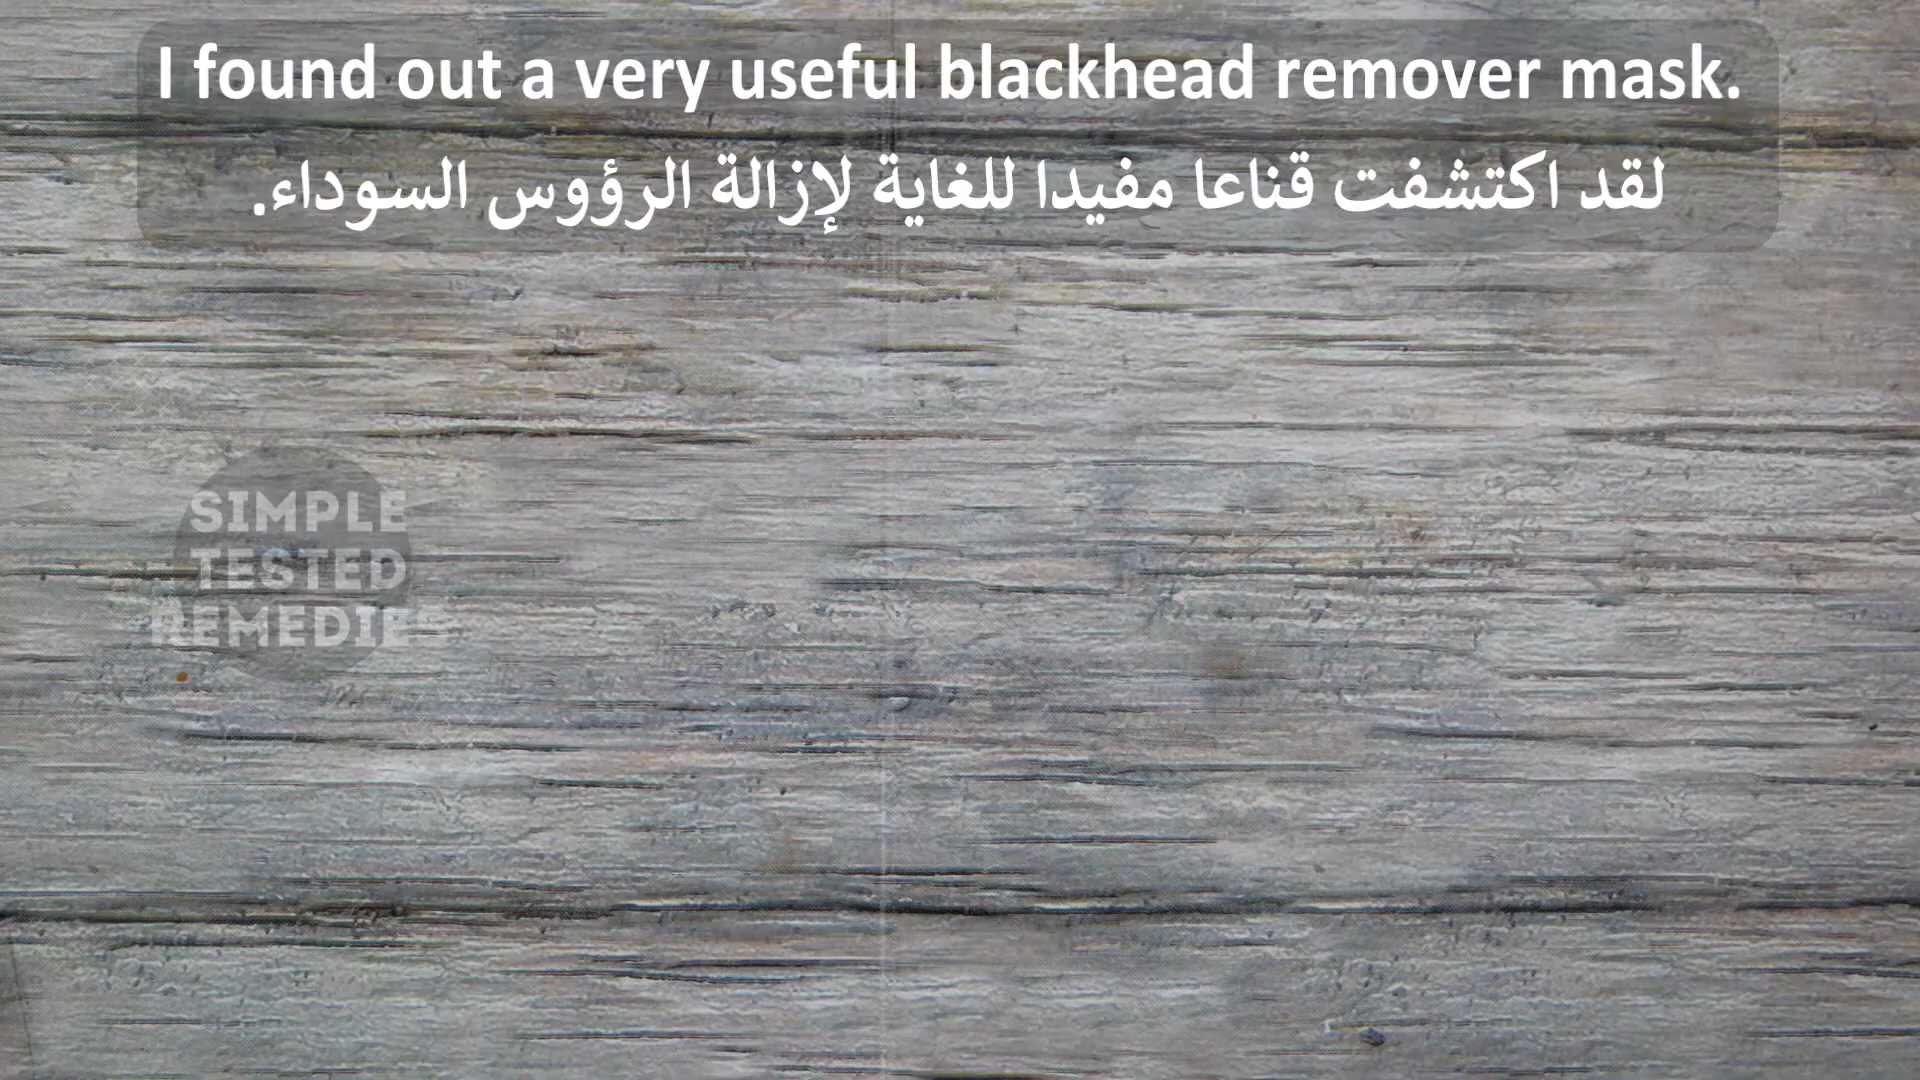 I found out a very useful blackhead remover mask.
لقد اكتشفت قناعا مفيدا للغاية لإزالة الرؤوس السوداء.
SIMPLE
TESTED
REMEDIES